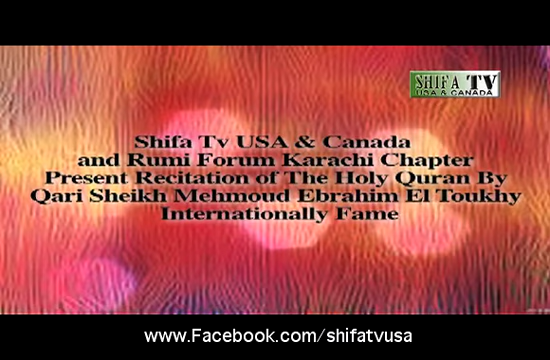 SHIFA TV
USA & CANADA
Shifa Tv USA & Canada
and Rumi Forum Karachi Chapter
Present Recitation of The Holy Quran By
Qari Sheikh Mehmoud Ebrahim El Toukhy
Internationally Fame
www.Facebook.com/shifatvusa